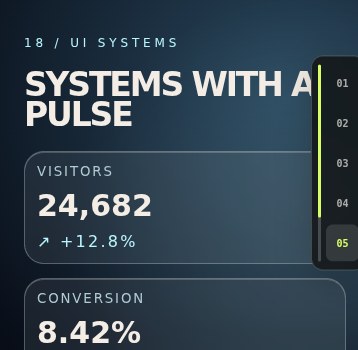 18 / UI SYSTEMS
SYSTEMS WITH A
PULSE
VISITORS
24,682
↗ +12.8%
CONVERSION
8.42%
01
02
03
04
05